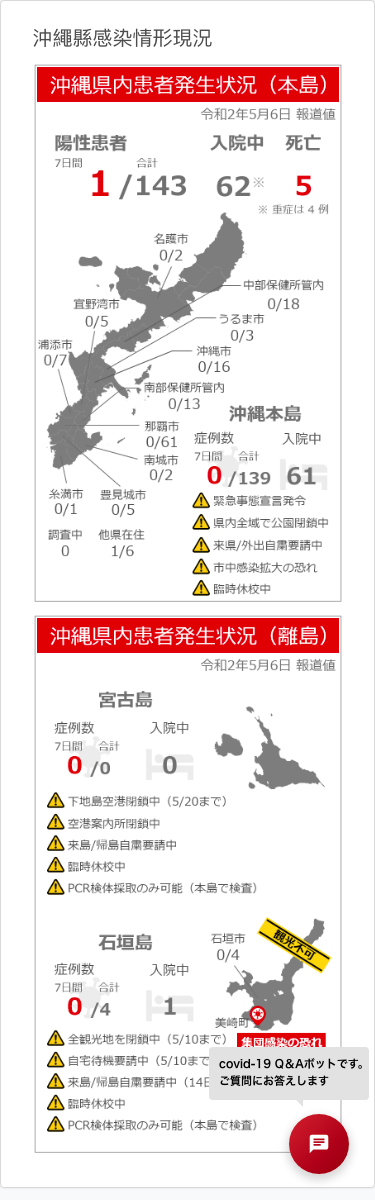 沖縄縣感染情形現況
沖縄県内患者発生状況（本島）
令和2年5月6日 報道値
陽性患者 入院中 死亡
7日間 合計
1 /143 62※ 5
※ 重症は 4 例
名護市
0/2
中部保健所管内
0/18
宜野湾市
0/5
うるま市
0/3
浦添市
0/7
沖縄市
0/16
南部保健所管内
0/13
那覇市
0/61
南城市
0/2
糸満市
0/1
豊見城市
0/5
調査中
0
他県在住
1/6
沖縄本島
症例数 入院中
7日間 合計
0 /139 61
緊急事態宣言発令
県内全域で公園閉鎖中
来県/外出自粛要請中
市中感染拡大の恐れ
臨時休校中
沖縄県内患者発生状況（離島）
令和2年5月6日 報道値
宮古島
症例数 入院中
7日間 合計
0 /0 0
下地島空港閉鎖中（5/20まで）
空港案内所閉鎖中
来島/帰島自粛要請中
臨時休校中
PCR検体採取のみ可能（本島で検査）
石垣島
症例数 入院中
7日間 合計
0 /4 1
石垣市
0/4
観光不可
美崎町
集団感染の恐れ
全観光地を閉鎖中（5/10まで）
自宅待機要請中（5/10まで
来島/帰島自粛要請中（14日
臨時休校中
PCR検体採取のみ可能（本島で検査）
covid-19 Q&Aボットです。
ご質問にお答えします